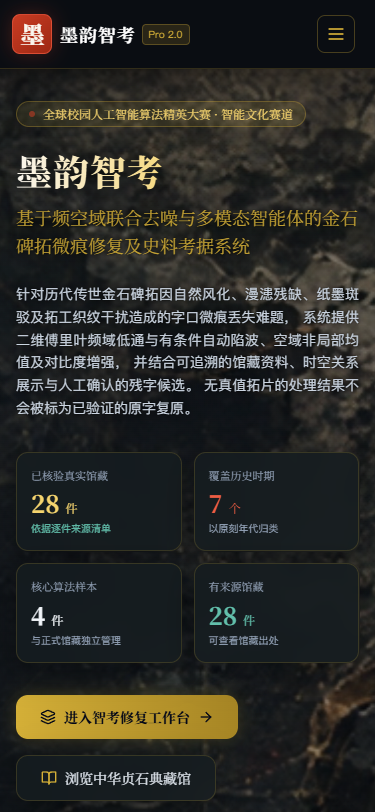 墨 墨韵智考 Pro 2.0
全球校园人工智能算法精英大赛 · 智能文化赛道
墨韵智考
基于频空域联合去噪与多模态智能体的金石
碑拓微痕修复及史料考据系统
针对历代传世金石碑拓因自然风化、漫漶残缺、纸墨斑
驳及拓工织纹干扰造成的字口微痕丢失难题， 系统提供
二维傅里叶频域低通与有条件自动陷波、空域非局部均
值及对比度增强， 并结合可追溯的馆藏资料、时空关系
展示与人工确认的残字候选。 无真值拓片的处理结果不
会被标为已验证的原字复原。
已核验真实馆藏
28 件
依据逐件来源清单
覆盖历史时期
7 个
以原刻年代归类
核心算法样本
4 件
与正式馆藏独立管理
有来源馆藏
28 件
可查看馆藏出处
进入智考修复工作台
浏览中华贞石典藏馆